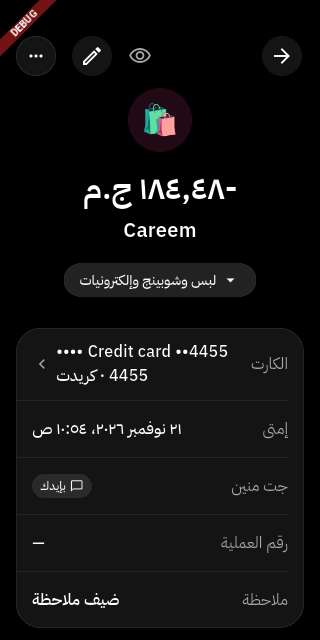 DEBUG
-١٨٤,٤٨ ج.م
Careem
لبس وشوبينج وإلكترونيات
الكارت
•••• Credit card ••4455
كريدت · 4455
إمتى
٢١ نوفمبر ٢٠٢٦، ١٠:٥٤ ص
جت منين
بإيدك
رقم العملية
—
ملاحظة
ضيف ملاحظة